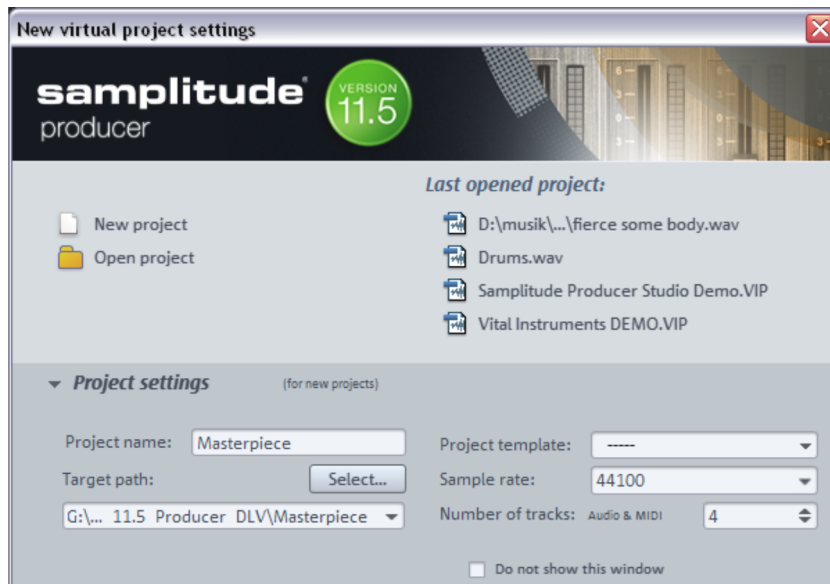 New virtual project settings
samplitude®
producer
VERSION
11.5
Last opened project:
New project
Open project
D:\musik\...\fierce some body.wav
Drums.wav
Samplitude Producer Studio Demo.VIP
Vital Instruments DEMO.VIP
Project settings (for new projects)
Project name: Masterpiece
Target path: Select...
G:\... 11.5 Producer DLV\Masterpiece
Project template: -----
Sample rate: 44100
Number of tracks: Audio & MIDI 4
Do not show this window